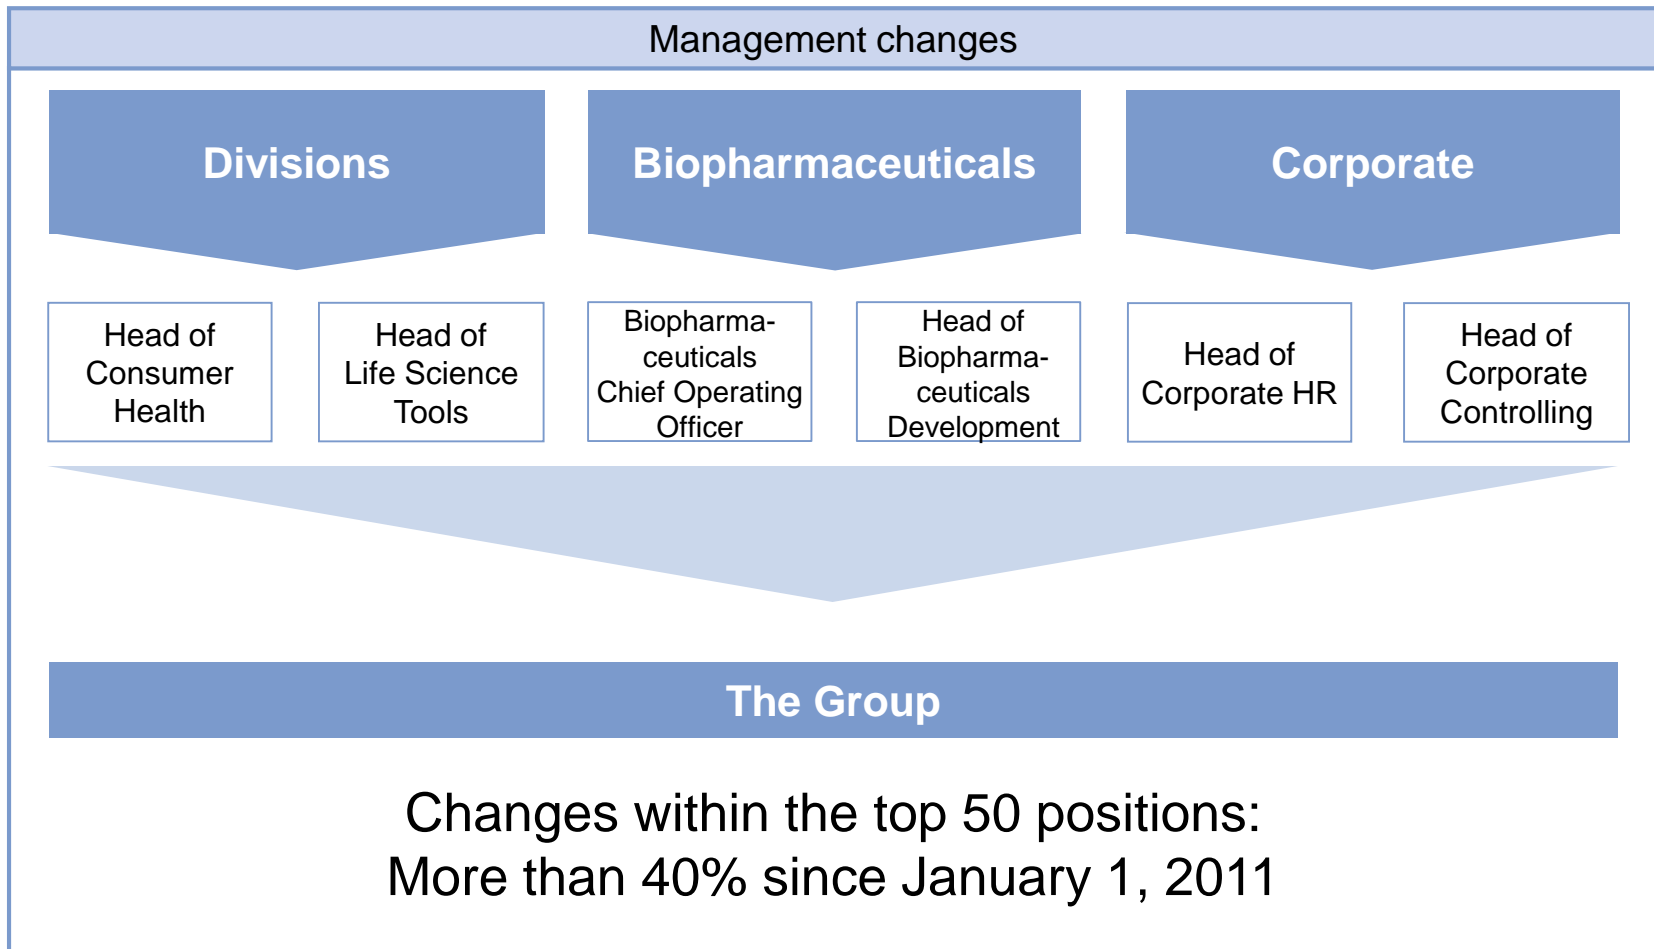 Management changes
Divisions
Biopharmaceuticals
Corporate
Head of
Consumer
Health
Head of
Life Science
Tools
Biopharma-
ceuticals
Chief Operating
Officer
Head of
Biopharma-
ceuticals
Development
Head of
Corporate HR
Head of
Corporate
Controlling
The Group
Changes within the top 50 positions:
More than 40% since January 1, 2011